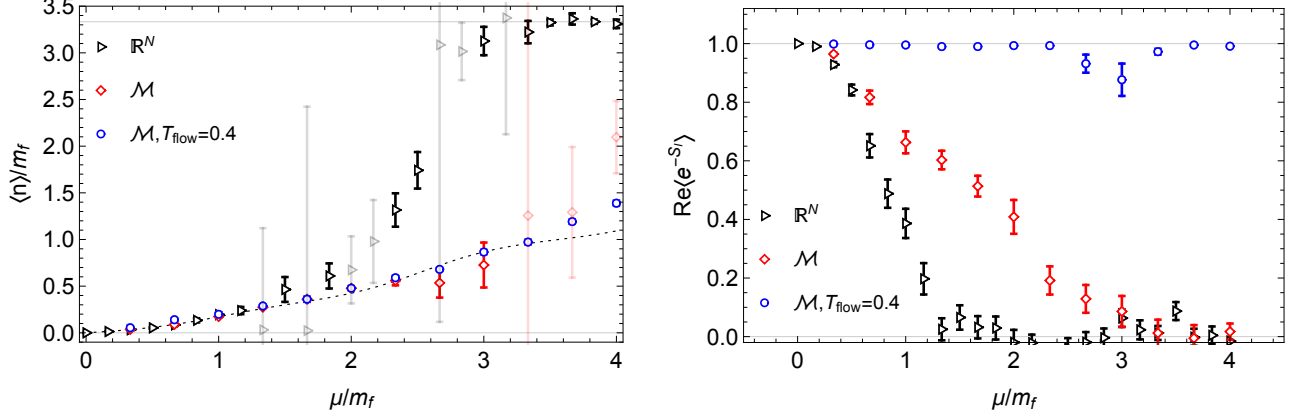 3.5
3.0
2.5
2.0
1.5
1.0
0.5
0.0
⟨n⟩/m_f
ℝ^N
ℳ
ℳ, T_flow=0.4
0 1 2 3 4
μ/m_f
1.0
0.8
0.6
0.4
0.2
0.0
Re⟨e^{-S_I}⟩
ℝ^N
ℳ
ℳ, T_flow=0.4
0 1 2 3 4
μ/m_f